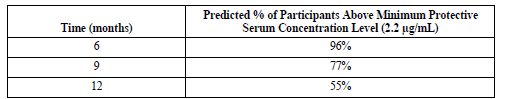 Time (months)
Predicted % of Participants Above Minimum Protective
Serum Concentration Level (2.2 µg/mL)
6
96%
9
77%
12
55%